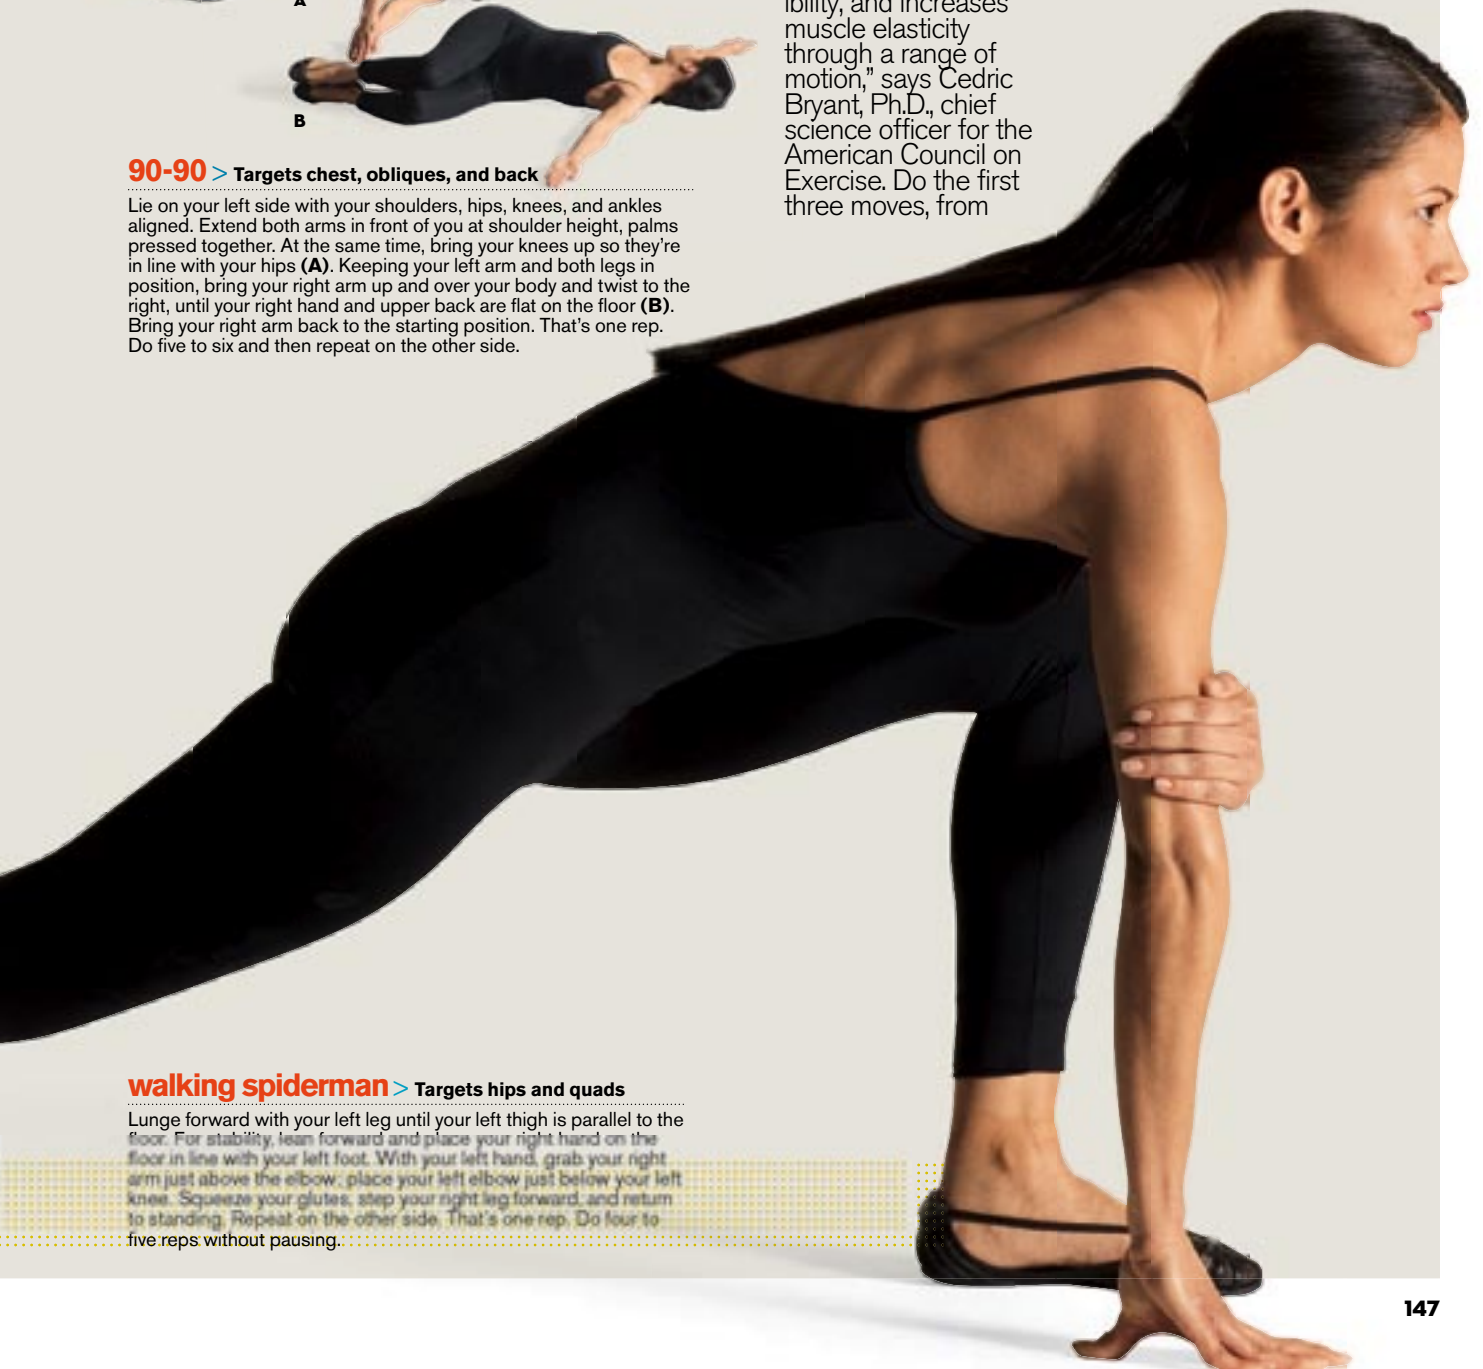 A
B
90-90 > Targets chest, obliques, and back
Lie on your left side with your shoulders, hips, knees, and ankles
aligned. Extend both arms in front of you at shoulder height, palms
pressed together. At the same time, bring your knees up so they're
in line with your hips (A). Keeping your left arm and both legs in
position, bring your right arm up and over your body and twist to the
right, until your right hand and upper back are flat on the floor (B).
Bring your right arm back to the starting position. That's one rep.
Do five to six and then repeat on the other side.
ibility, and increases
muscle elasticity
through a range of
motion," says Cedric
Bryant, Ph.D., chief
science officer for the
American Council on
Exercise. Do the first
three moves, from
walking spiderman > Targets hips and quads
Lunge forward with your left leg until your left thigh is parallel to the
floor. For stability, lean forward and place your right hand on the
floor in line with your left foot. With your left hand, grab your right
arm just above the elbow; place your left elbow just below your left
knee. Squeeze your glutes, step your right leg forward, and return
to standing. Repeat on the other side. That's one rep. Do four to
five reps without pausing.
147